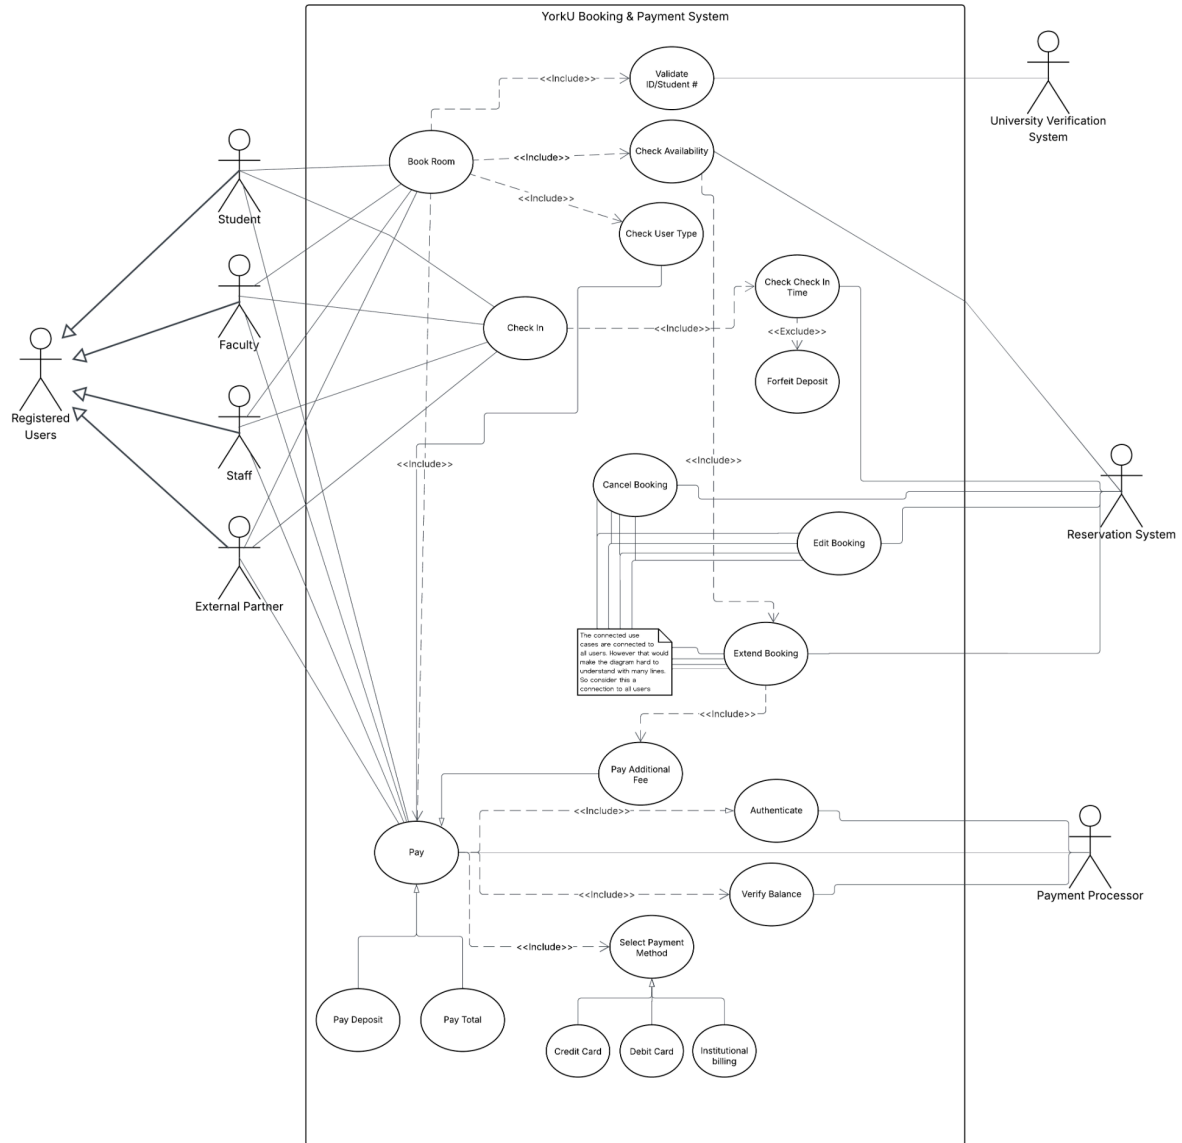 YorkU Booking & Payment System
<<Include>>
Validate
ID/Student #
University Verification
System
Book Room
<<Include>>
Check Availability
Student
<<Include>>
Check User Type
Check Check In
Time
Faculty
Check In
<<Include>>
<<Exclude>>
Forfeit Deposit
Registered
Users
Staff
<<Include>>
<<Include>>
Cancel Booking
Reservation System
Edit Booking
External Partner
The connected use
cases are connected to
all users. However that would
make the diagram hard to
understand with many lines.
So consider this a
connection to all users
Extend Booking
<<Include>>
Pay Additional
Fee
<<Include>>
Authenticate
Pay
<<Include>>
Verify Balance
Payment Processor
<<Include>>
Select Payment
Method
Pay Deposit
Pay Total
Credit Card
Debit Card
Institutional
billing